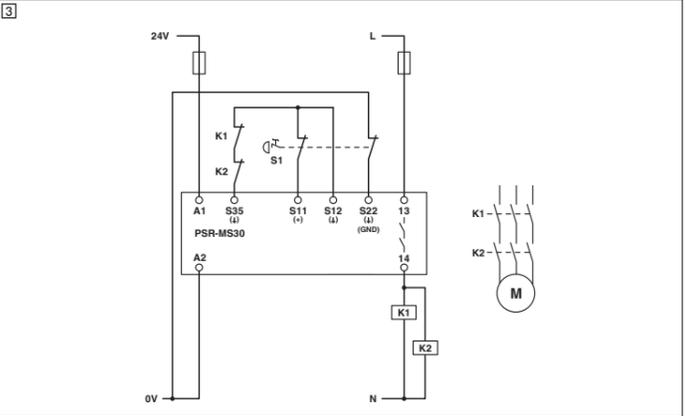 3
24V
L
K1
K2
S1
A1
S35
(↓)
S11
(+)
S12
(↓)
S22
(↓)
(GND)
13
PSR-MS30
A2
14
K1
K2
M
K1
K2
0V
N